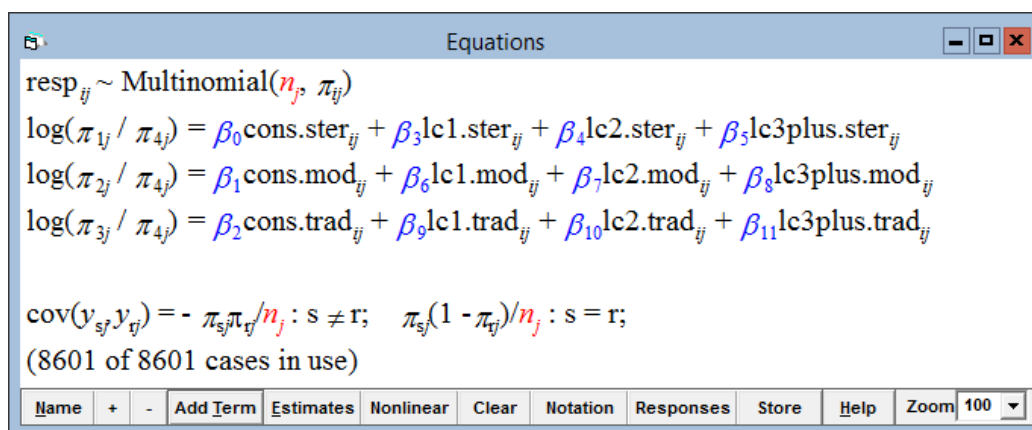 Equations
resp_ij ~ Multinomial(n_j, π_ij)
log(π_1j / π_4j) = β_0cons.ster_ij + β_3lc1.ster_ij + β_4lc2.ster_ij + β_5lc3plus.ster_ij
log(π_2j / π_4j) = β_1cons.mod_ij + β_6lc1.mod_ij + β_7lc2.mod_ij + β_8lc3plus.mod_ij
log(π_3j / π_4j) = β_2cons.trad_ij + β_9lc1.trad_ij + β_10lc2.trad_ij + β_11lc3plus.trad_ij
cov(y_sj, y_rj) = - π_sjπ_rj/n_j : s ≠ r; π_sj(1 - π_rj)/n_j : s = r;
(8601 of 8601 cases in use)
Name + - Add Term Estimates Nonlinear Clear Notation Responses Store Help Zoom 100